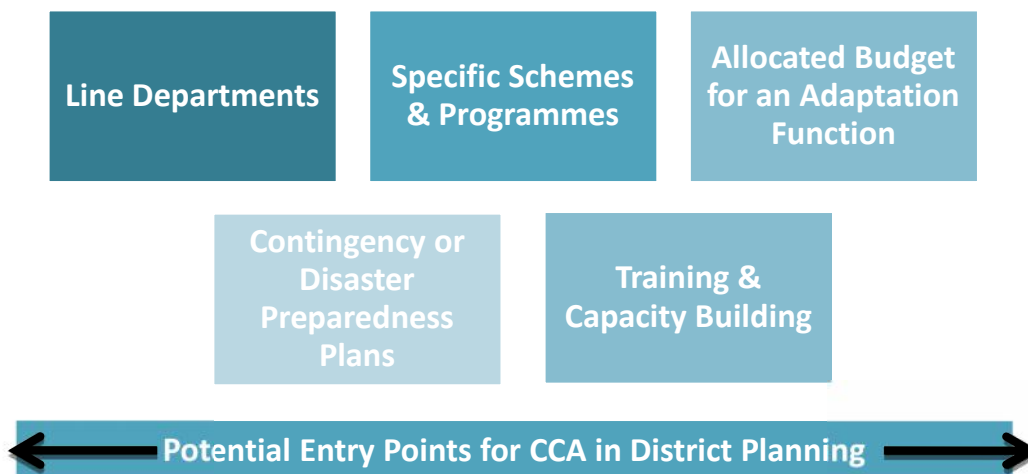 Line Departments
Specific Schemes
& Programmes
Allocated Budget
for an Adaptation
Function
Contingency or
Disaster
Preparedness
Plans
Training &
Capacity Building
Potential Entry Points for CCA in District Planning